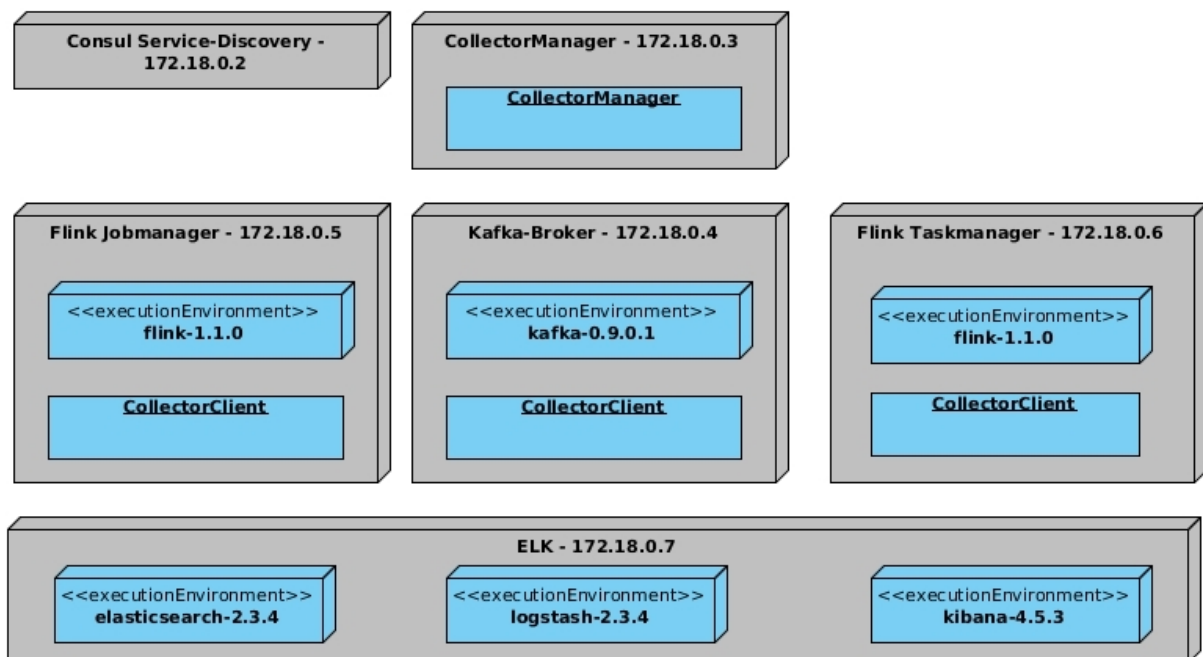 Consul Service-Discovery -
172.18.0.2
CollectorManager - 172.18.0.3
CollectorManager
Flink Jobmanager - 172.18.0.5
<<executionEnvironment>>
flink-1.1.0
CollectorClient
Kafka-Broker - 172.18.0.4
<<executionEnvironment>>
kafka-0.9.0.1
CollectorClient
Flink Taskmanager - 172.18.0.6
<<executionEnvironment>>
flink-1.1.0
CollectorClient
ELK - 172.18.0.7
<<executionEnvironment>>
elasticsearch-2.3.4
<<executionEnvironment>>
logstash-2.3.4
<<executionEnvironment>>
kibana-4.5.3